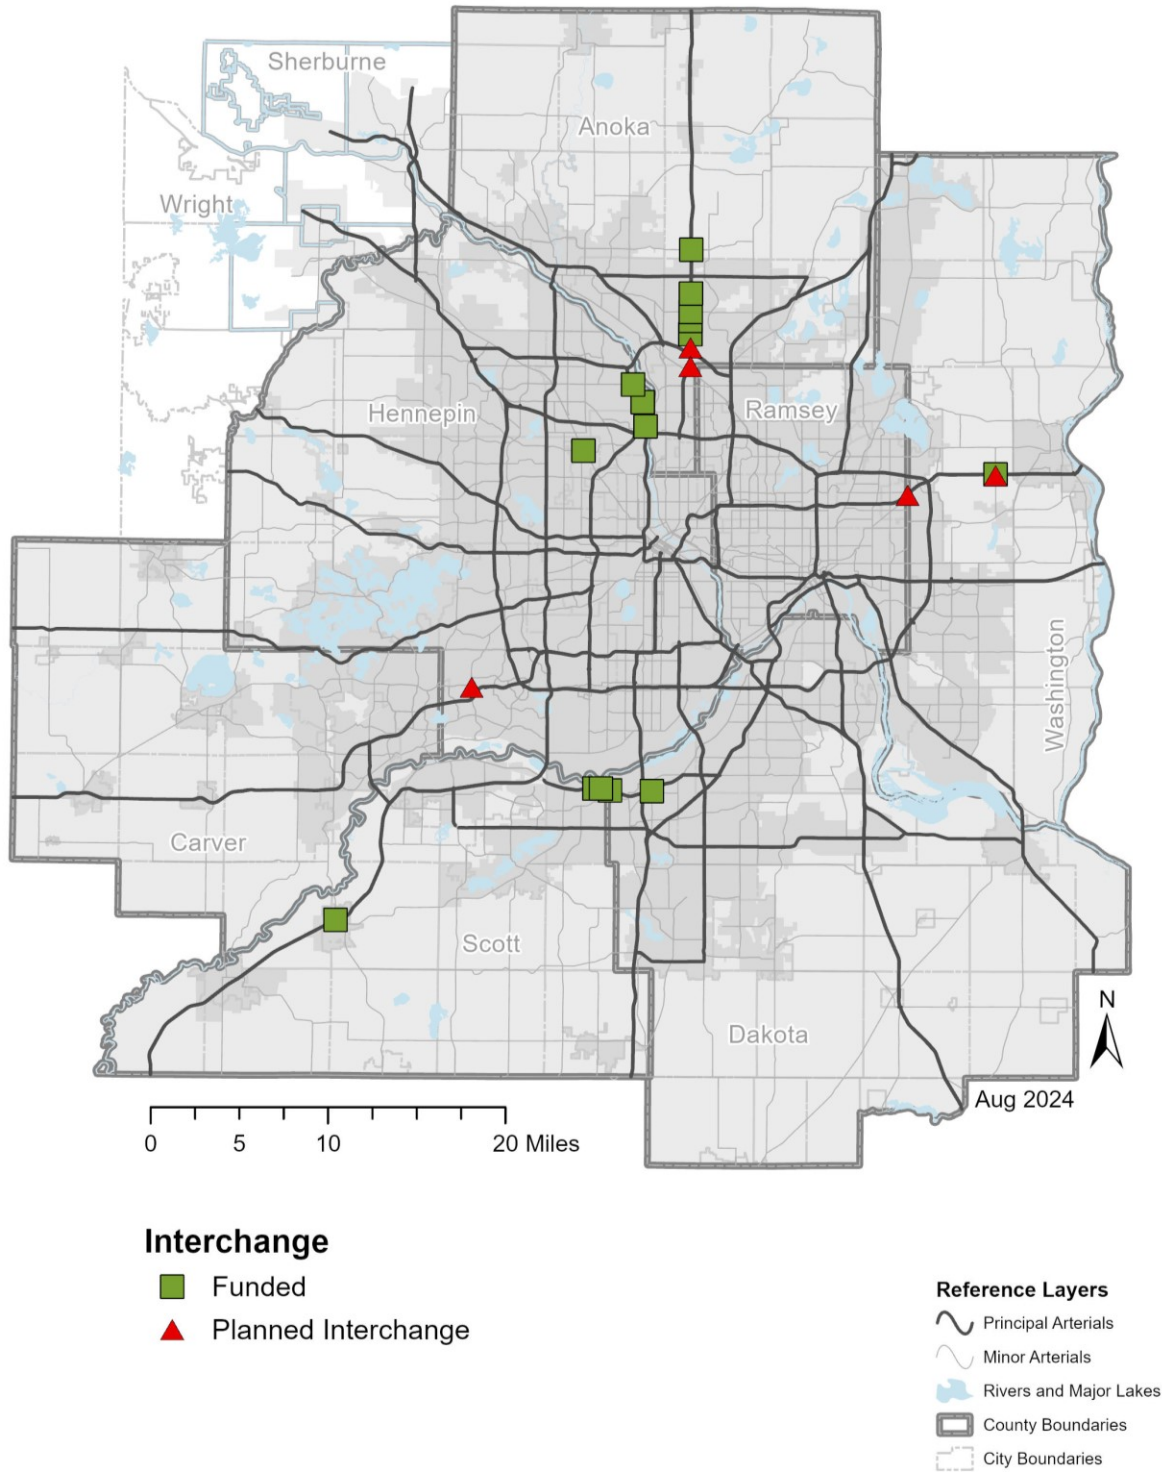 Sherburne
Anoka
Wright
Hennepin
Ramsey
Washington
Carver
Scott
Dakota
N
Aug 2024
0 5 10 20 Miles
Interchange
Funded
Planned Interchange
Reference Layers
Principal Arterials
Minor Arterials
Rivers and Major Lakes
County Boundaries
City Boundaries